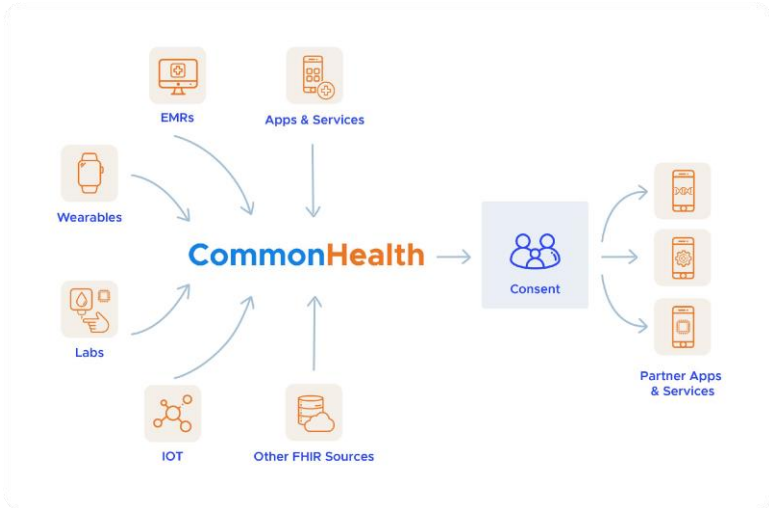 EMRs
Apps & Services
Wearables
CommonHealth
Consent
Labs
Partner Apps
& Services
IOT
Other FHIR Sources